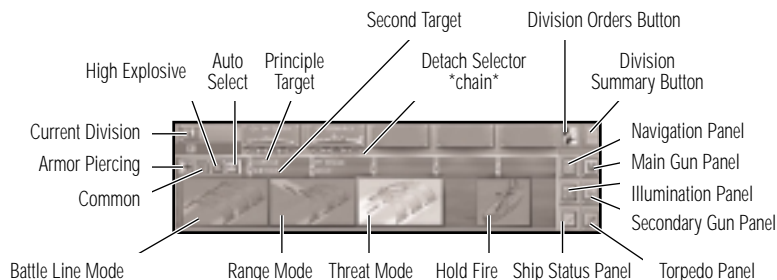 Second Target
Division Orders Button
High Explosive
Auto
Select
Principle
Target
Detach Selector
*chain*
Division
Summary Button
Current Division
Navigation Panel
Armor Piercing
Main Gun Panel
Common
Illumination Panel
Secondary Gun Panel
Battle Line Mode
Range Mode
Threat Mode
Hold Fire
Ship Status Panel
Torpedo Panel